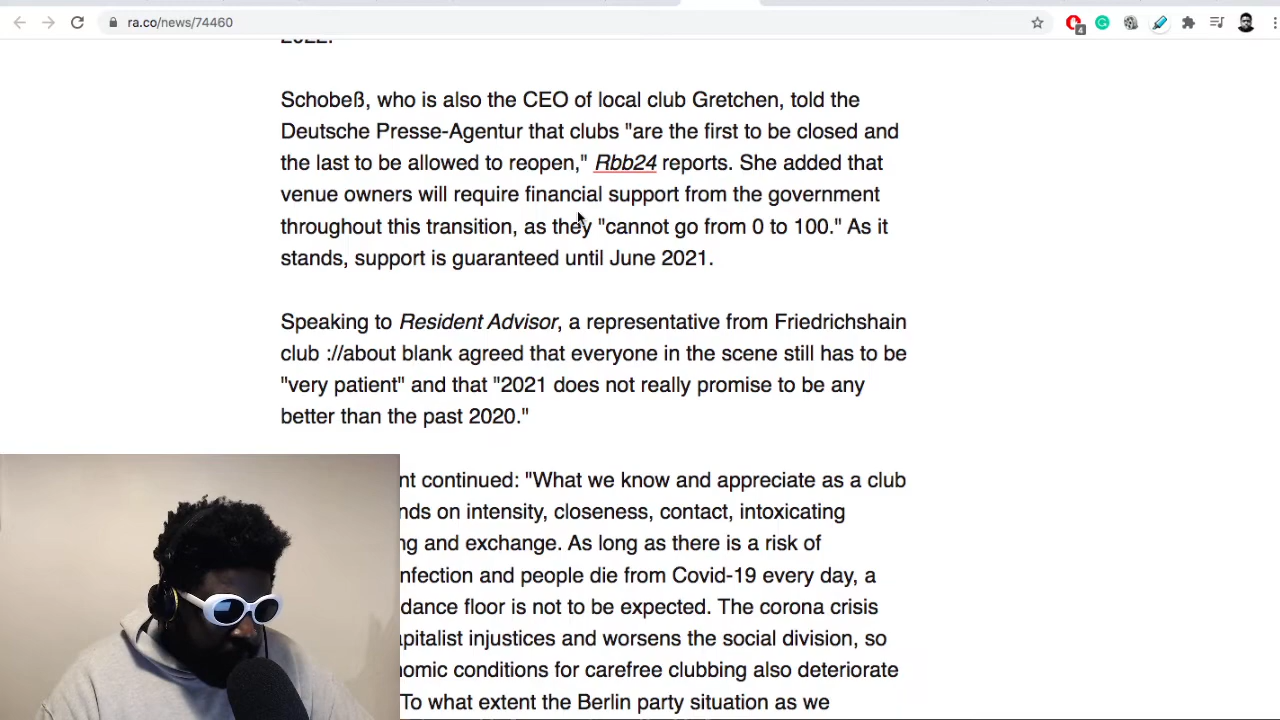 ra.co/news/74460
4
2022.
Schobeß, who is also the CEO of local club Gretchen, told the
Deutsche Presse-Agentur that clubs "are the first to be closed and
the last to be allowed to reopen," Rbb24 reports. She added that
venue owners will require financial support from the government
throughout this transition, as they "cannot go from 0 to 100." As it
stands, support is guaranteed until June 2021.
Speaking to Resident Advisor, a representative from Friedrichshain
club ://about blank agreed that everyone in the scene still has to be
"very patient" and that "2021 does not really promise to be any
better than the past 2020."
nt continued: "What we know and appreciate as a club
nds on intensity, closeness, contact, intoxicating
ng and exchange. As long as there is a risk of
nfection and people die from Covid-19 every day, a
dance floor is not to be expected. The corona crisis
apitalist injustices and worsens the social division, so
nomic conditions for carefree clubbing also deteriorate
To what extent the Berlin party situation as we